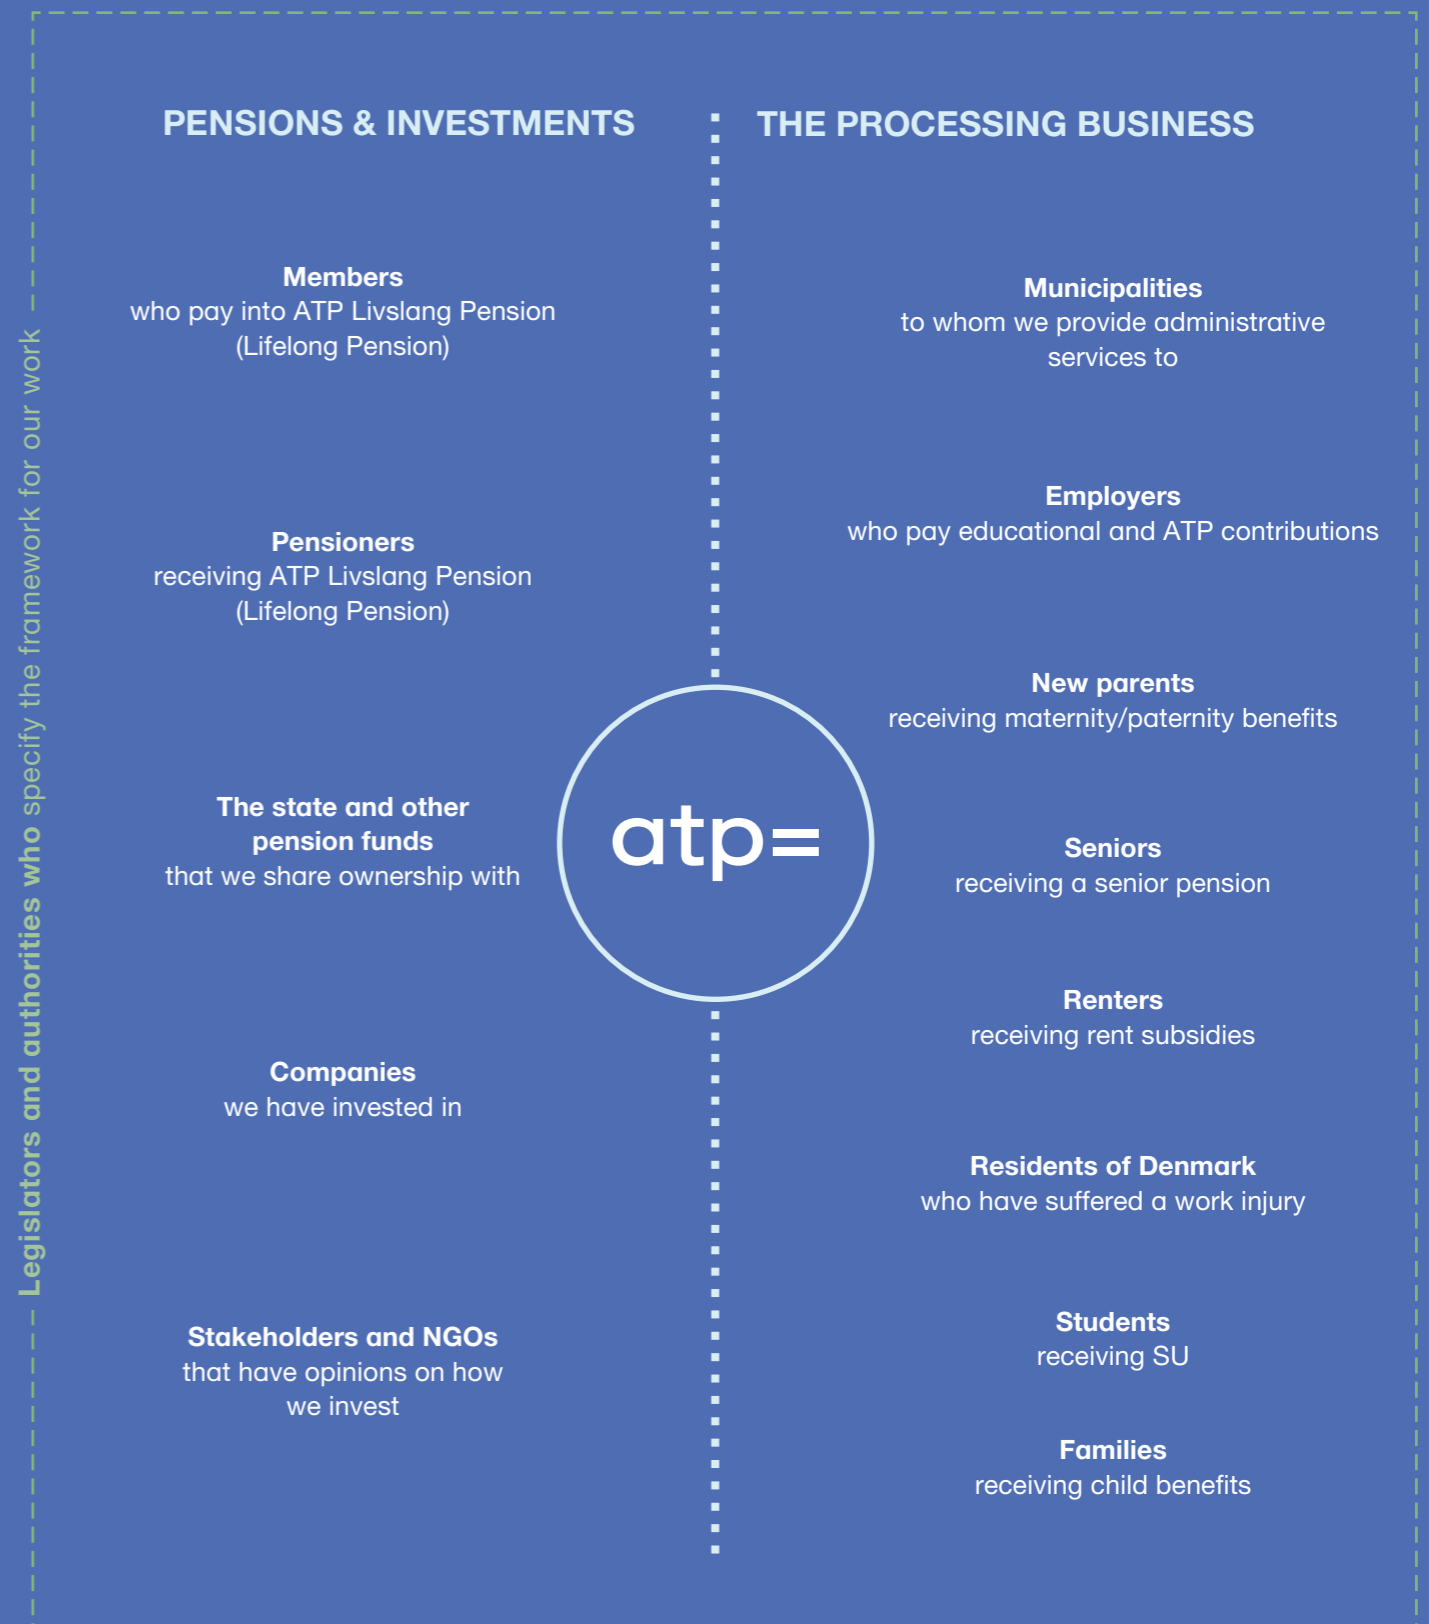 PENSIONS & INVESTMENTS
Members
who pay into ATP Livslang Pension
(Lifelong Pension)
Pensioners
receiving ATP Livslang Pension
(Lifelong Pension)
The state and other
pension funds
that we share ownership with
Companies
we have invested in
Stakeholders and NGOs
that have opinions on how
we invest
atp=
THE PROCESSING BUSINESS
Municipalities
to whom we provide administrative
services to
Employers
who pay educational and ATP contributions
New parents
receiving maternity/paternity benefits
Seniors
receiving a senior pension
Renters
receiving rent subsidies
Residents of Denmark
who have suffered a work injury
Students
receiving SU
Families
receiving child benefits
Legislators and authorities who specify the framework for our work